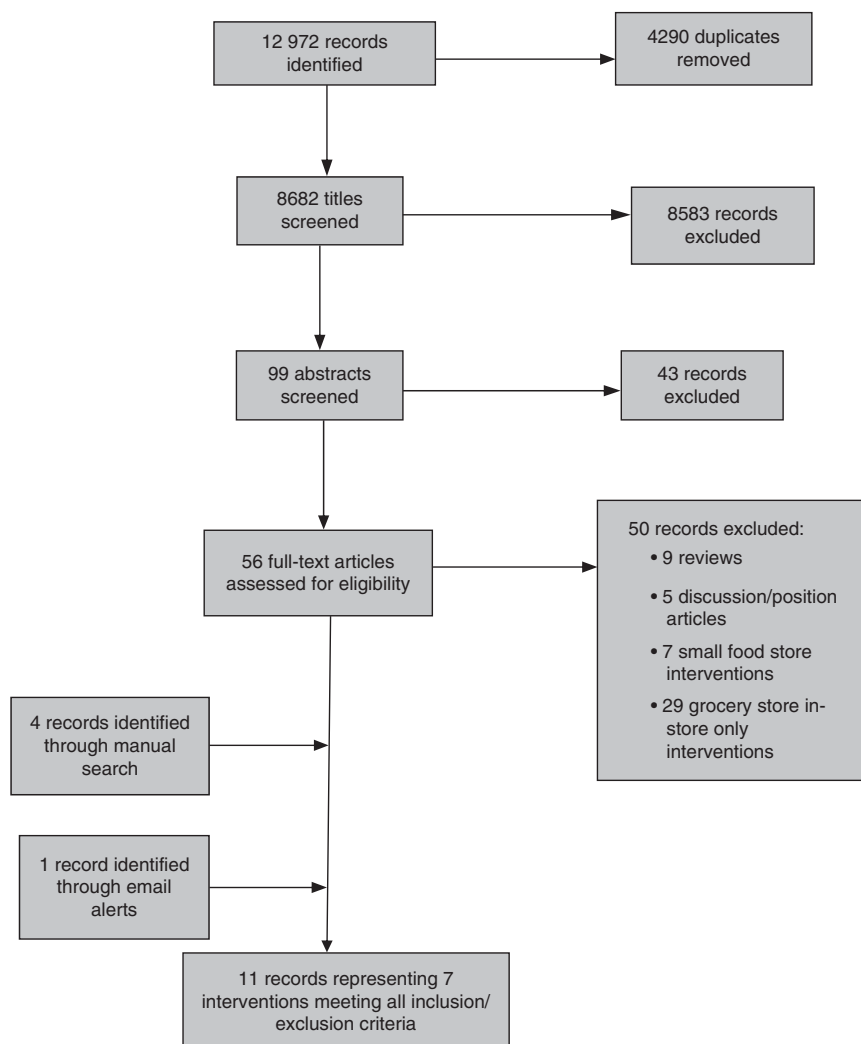 12 972 records
identified
4290 duplicates
removed
8682 titles
screened
8583 records
excluded
99 abstracts
screened
43 records
excluded
56 full-text articles
assessed for eligibility
50 records excluded:
• 9 reviews
• 5 discussion/position
articles
• 7 small food store
interventions
• 29 grocery store in-
store only
interventions
4 records identified
through manual
search
1 record identified
through email
alerts
11 records representing 7
interventions meeting all inclusion/
exclusion criteria